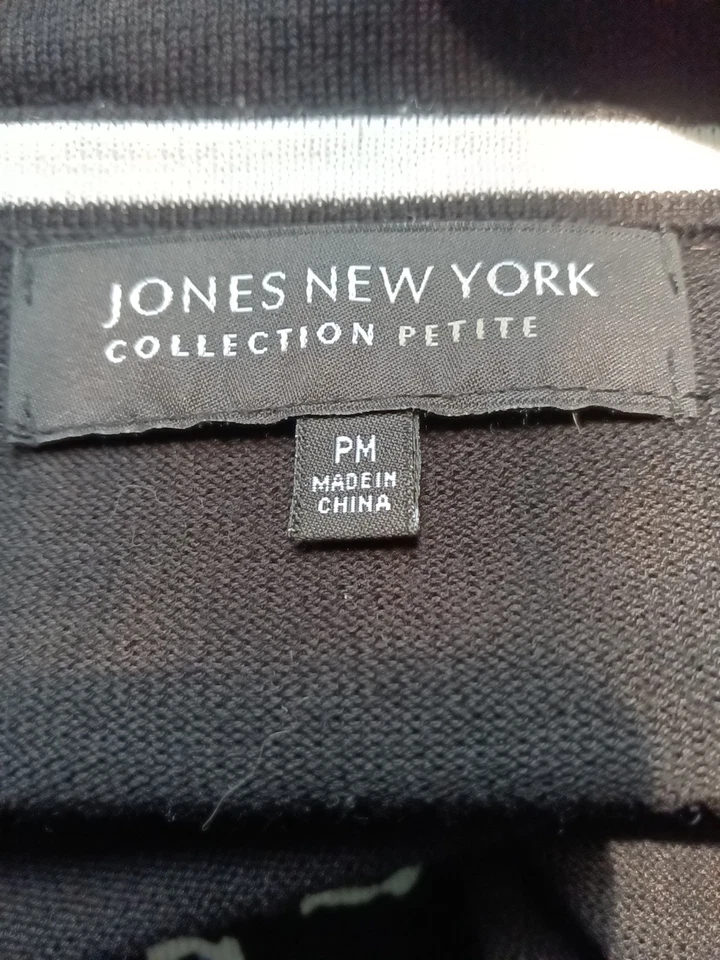 JONES NEW YORK
COLLECTION PETITE
PM
MADE IN
CHINA